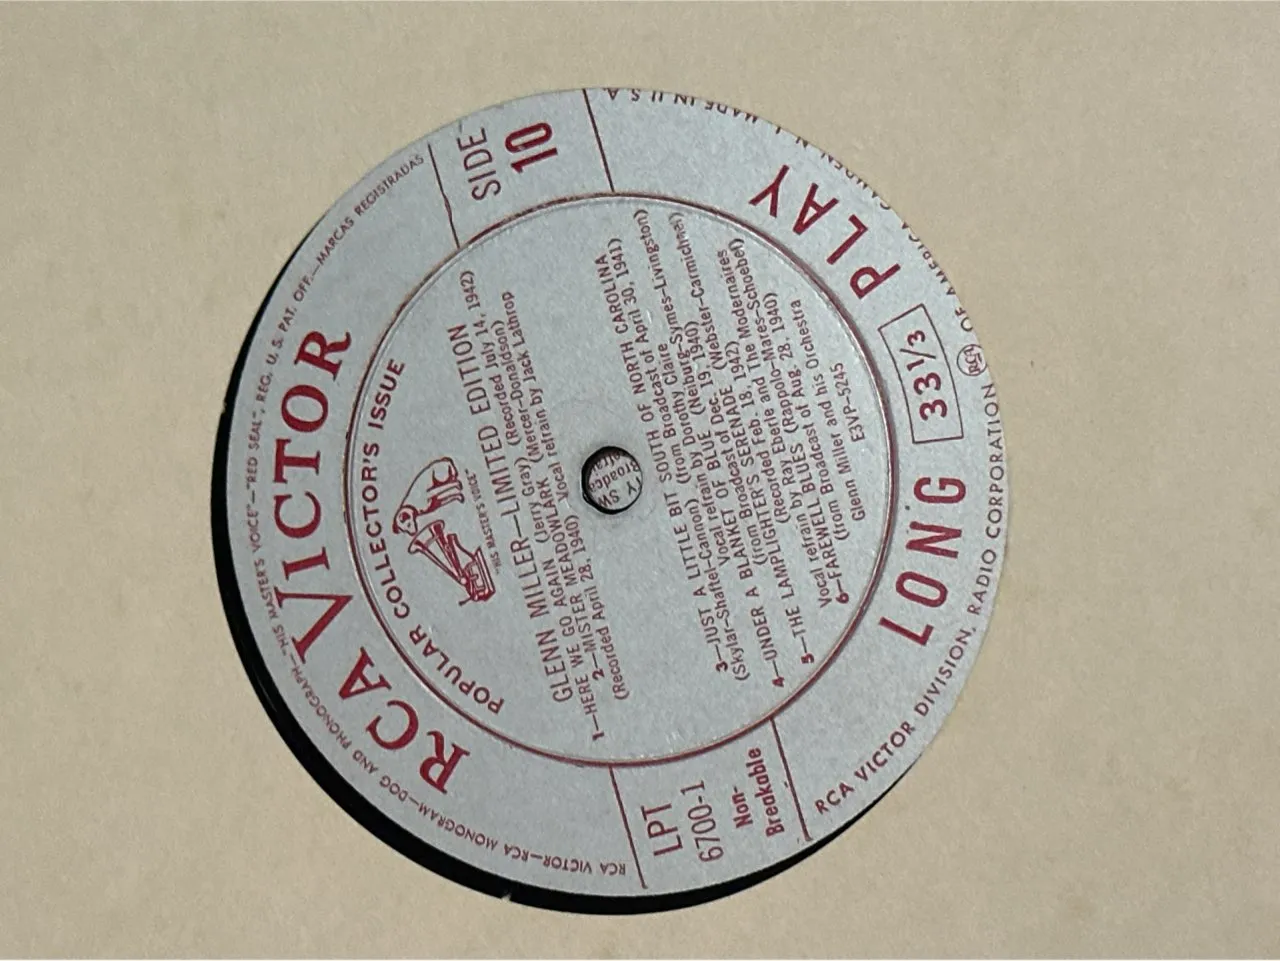 RCA VICTOR—RCA MONOGRAM—DOG AND PHONOGRAPH—"HIS MASTER'S VOICE"—"RED SEAL", REG. U. S. PAT. OFF.—MARCAS REGISTRADAS
RCA VICTOR
POPULAR COLLECTOR'S ISSUE
"HIS MASTER'S VOICE"
LPT
6700-1
Non-
Breakable
SIDE
10
GLENN MILLER—LIMITED EDITION
1—HERE WE GO AGAIN (Jerry Gray) (Recorded July 14, 1942)
2—MISTER MEADOWLARK (Mercer-Donaldson)
(Recorded April 28, 1940) Vocal refrain by Jack Lathrop
3—JUST A LITTLE BIT SOUTH OF NORTH CAROLINA
(Skylar-Shaftel-Cannon) (from Broadcast of April 30, 1941)
Vocal refrain by Dorothy Claire
4—UNDER A BLANKET OF BLUE (Neiburg-Symes-Livingston)
(from Broadcast of Dec. 19, 1940)
5—THE LAMPLIGHTER'S SERENADE (Webster-Carmichael)
(Recorded Feb. 18, 1942)
Vocal refrain by Ray Eberle and The Modernaires
6—FAREWELL BLUES (Rappolo-Mares-Schoebel)
(from Broadcast of Aug. 28, 1940)
Glenn Miller and his Orchestra
E3VP-5245
LONG 33⅓ PLAY
RCA VICTOR DIVISION, RADIO CORPORATION RCA OF AMERICA, CAMDEN, N. J. MADE IN U. S. A.